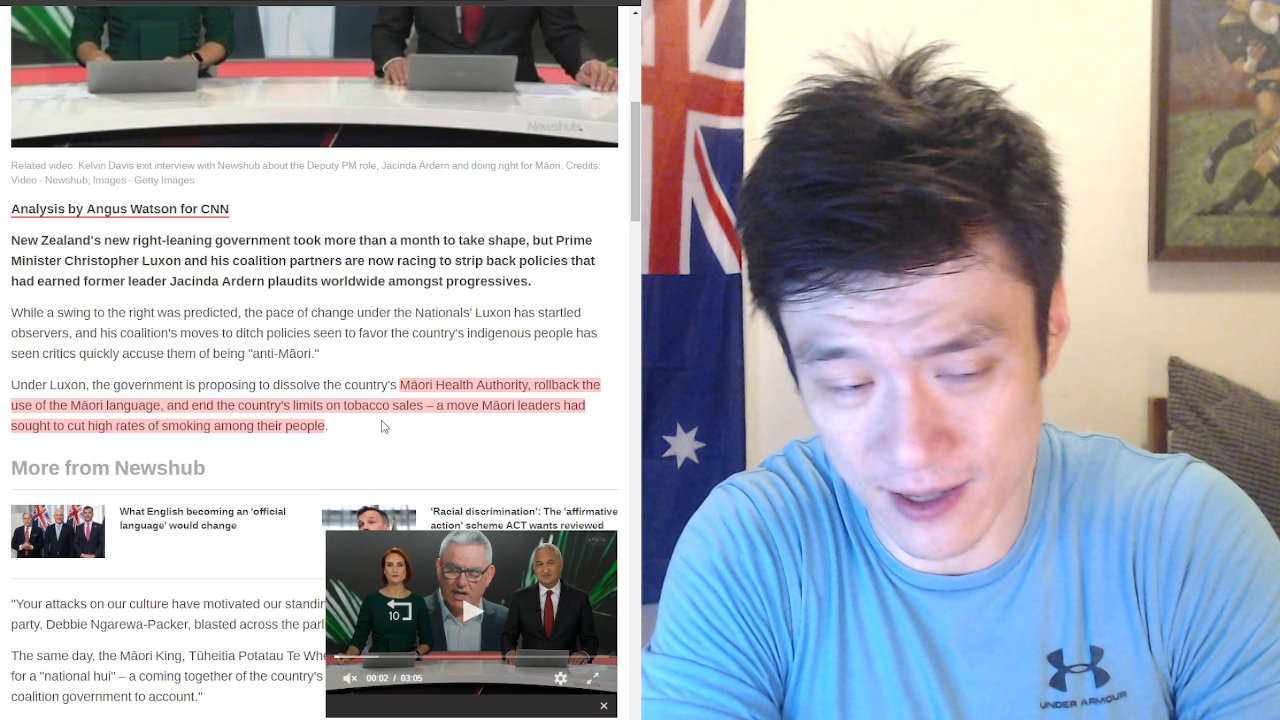 Newshub.
Related video: Kelvin Davis exit interview with Newshub about the Deputy PM role, Jacinda Ardern and doing right for Māori. Credits:
Video - Newshub; Images - Getty Images
Analysis by Angus Watson for CNN
New Zealand's new right-leaning government took more than a month to take shape, but Prime
Minister Christopher Luxon and his coalition partners are now racing to strip back policies that
had earned former leader Jacinda Ardern plaudits worldwide amongst progressives.
While a swing to the right was predicted, the pace of change under the Nationals' Luxon has startled
observers, and his coalition's moves to ditch policies seen to favor the country's indigenous people has
seen critics quickly accuse them of being "anti-Māori."
Under Luxon, the government is proposing to dissolve the country's Māori Health Authority, rollback the
use of the Māori language, and end the country's limits on tobacco sales – a move Māori leaders had
sought to cut high rates of smoking among their people.
More from Newshub
What English becoming an 'official
language' would change
'Racial discrimination': The 'affirmative
action' scheme ACT wants reviewed
"Your attacks on our culture have motivated our standin
party, Debbie Ngarewa-Packer, blasted across the parl
The same day, the Māori King, Tūheitia Potatau Te Whe
for a "national hui" – a coming together of the country's
coalition government to account."
10
00:02 / 03:05
UNDER ARMOUR